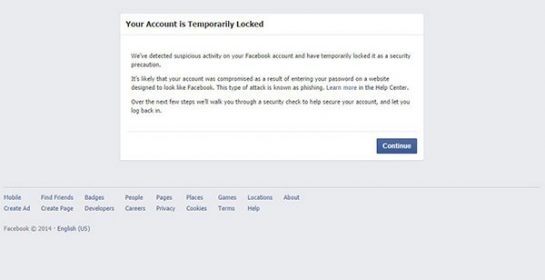 Your Account is Temporarily Locked
We've detected suspicious activity on your Facebook account and have temporarily locked it as a security
precaution.
It's likely that your account was compromised as a result of entering your password on a website
designed to look like Facebook. This type of attack is known as phishing. Learn more in the Help Center.
Over the next few steps we'll walk you through a security check to help secure your account, and let you
log back in.
Continue
Mobile Find Friends Badges People Pages Places Games Locations About
Create Ad Create Page Developers Careers Privacy Cookies Terms Help
Facebook © 2014 · English (US)